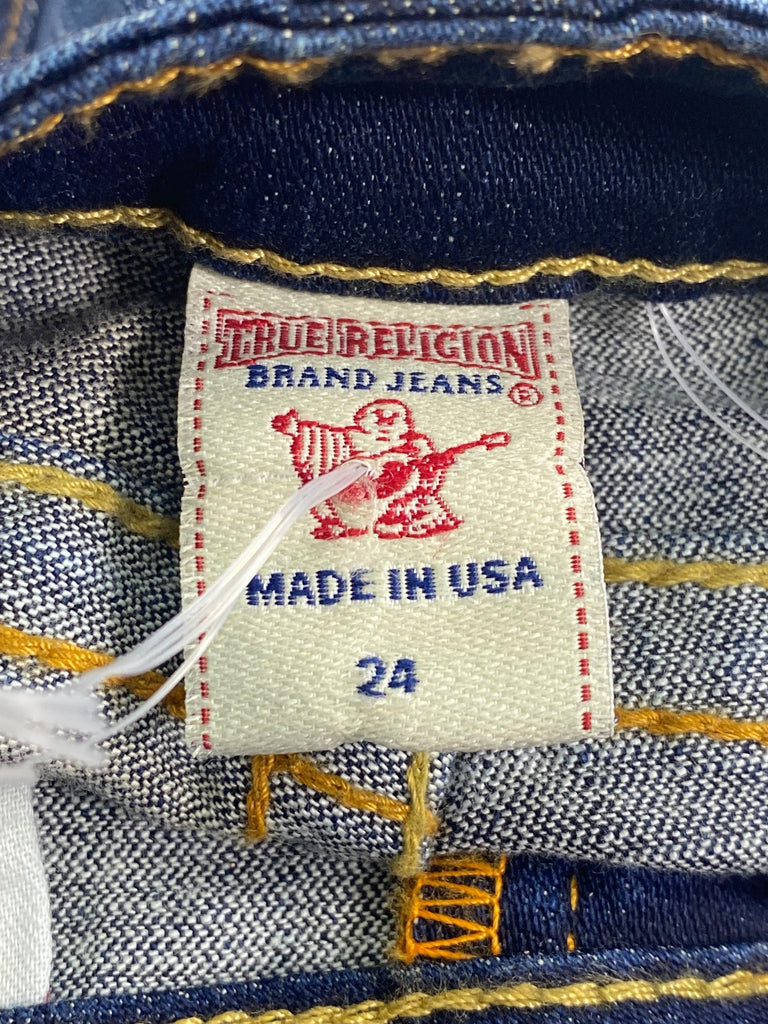 TRUE RELIGION
BRAND JEANS ®
MADE IN USA
24